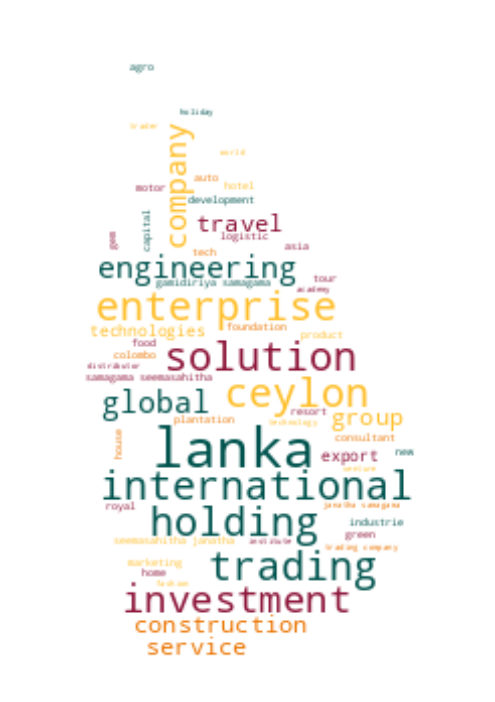 agro
holiday
trader
company
world
auto
motor
hotel
development
capital
travel
gem
logistic
asia
tech
engineering
gamidiriya samagama
tour
academy
enterprise
technologies
foundation
product
food
colombo
solution
distributer
samagama seemasahitha
ceylon
global
resort
group
plantation
technology
house
lanka
consultant
new
export
venture
international
royal
janatha samagama
holding
industrie
green
seemasahitha janatha
institute
trading company
trading
marketing
home
fashion
investment
construction
service